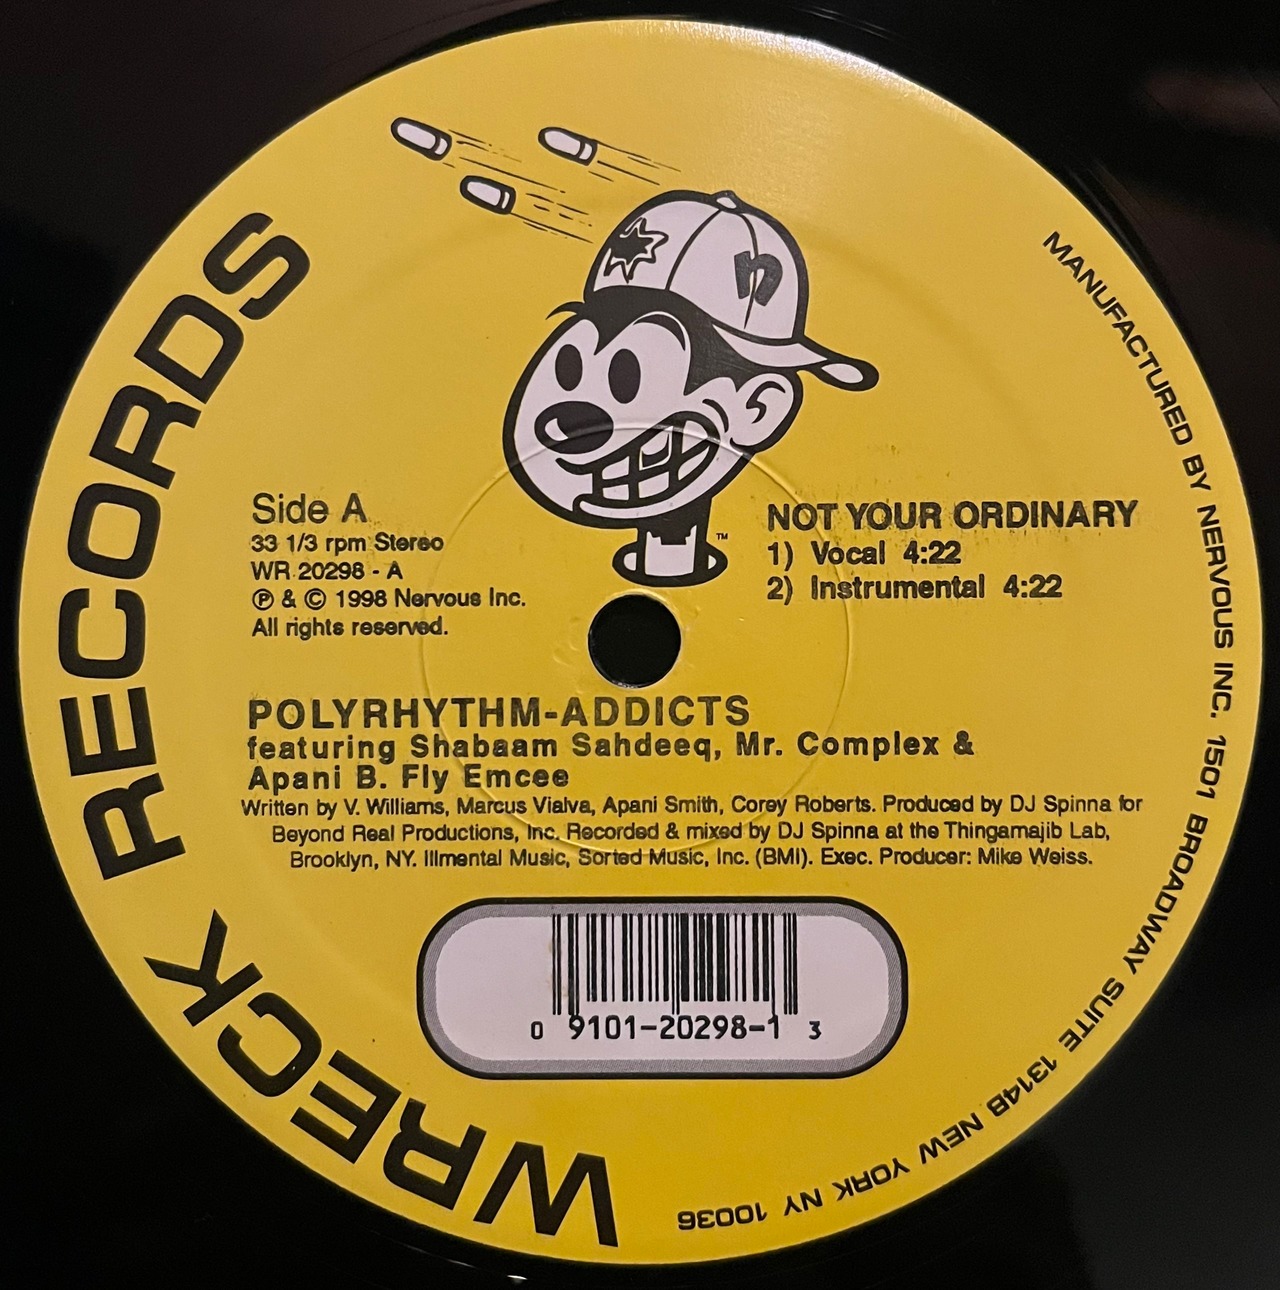 WRECK RECORDS
n
TM
Side A
33 1/3 rpm Stereo
WR 20298 - A
℗ & © 1998 Nervous Inc.
All rights reserved.
NOT YOUR ORDINARY
1) Vocal 4:22
2) Instrumental 4:22
POLYRHYTHM-ADDICTS
featuring Shabaam Sahdeeq, Mr. Complex &
Apani B. Fly Emcee
Written by V. Williams, Marcus Vialva, Apani Smith, Corey Roberts. Produced by DJ Spinna for
Beyond Real Productions, Inc. Recorded & mixed by DJ Spinna at the Thingamajib Lab,
Brooklyn, NY. Illmental Music, Sorted Music, Inc. (BMI). Exec. Producer: Mike Weiss.
0 9101-20298-1 3
MANUFACTURED BY NERVOUS INC. 1501 BROADWAY SUITE 1314B NEW YORK NY 10036